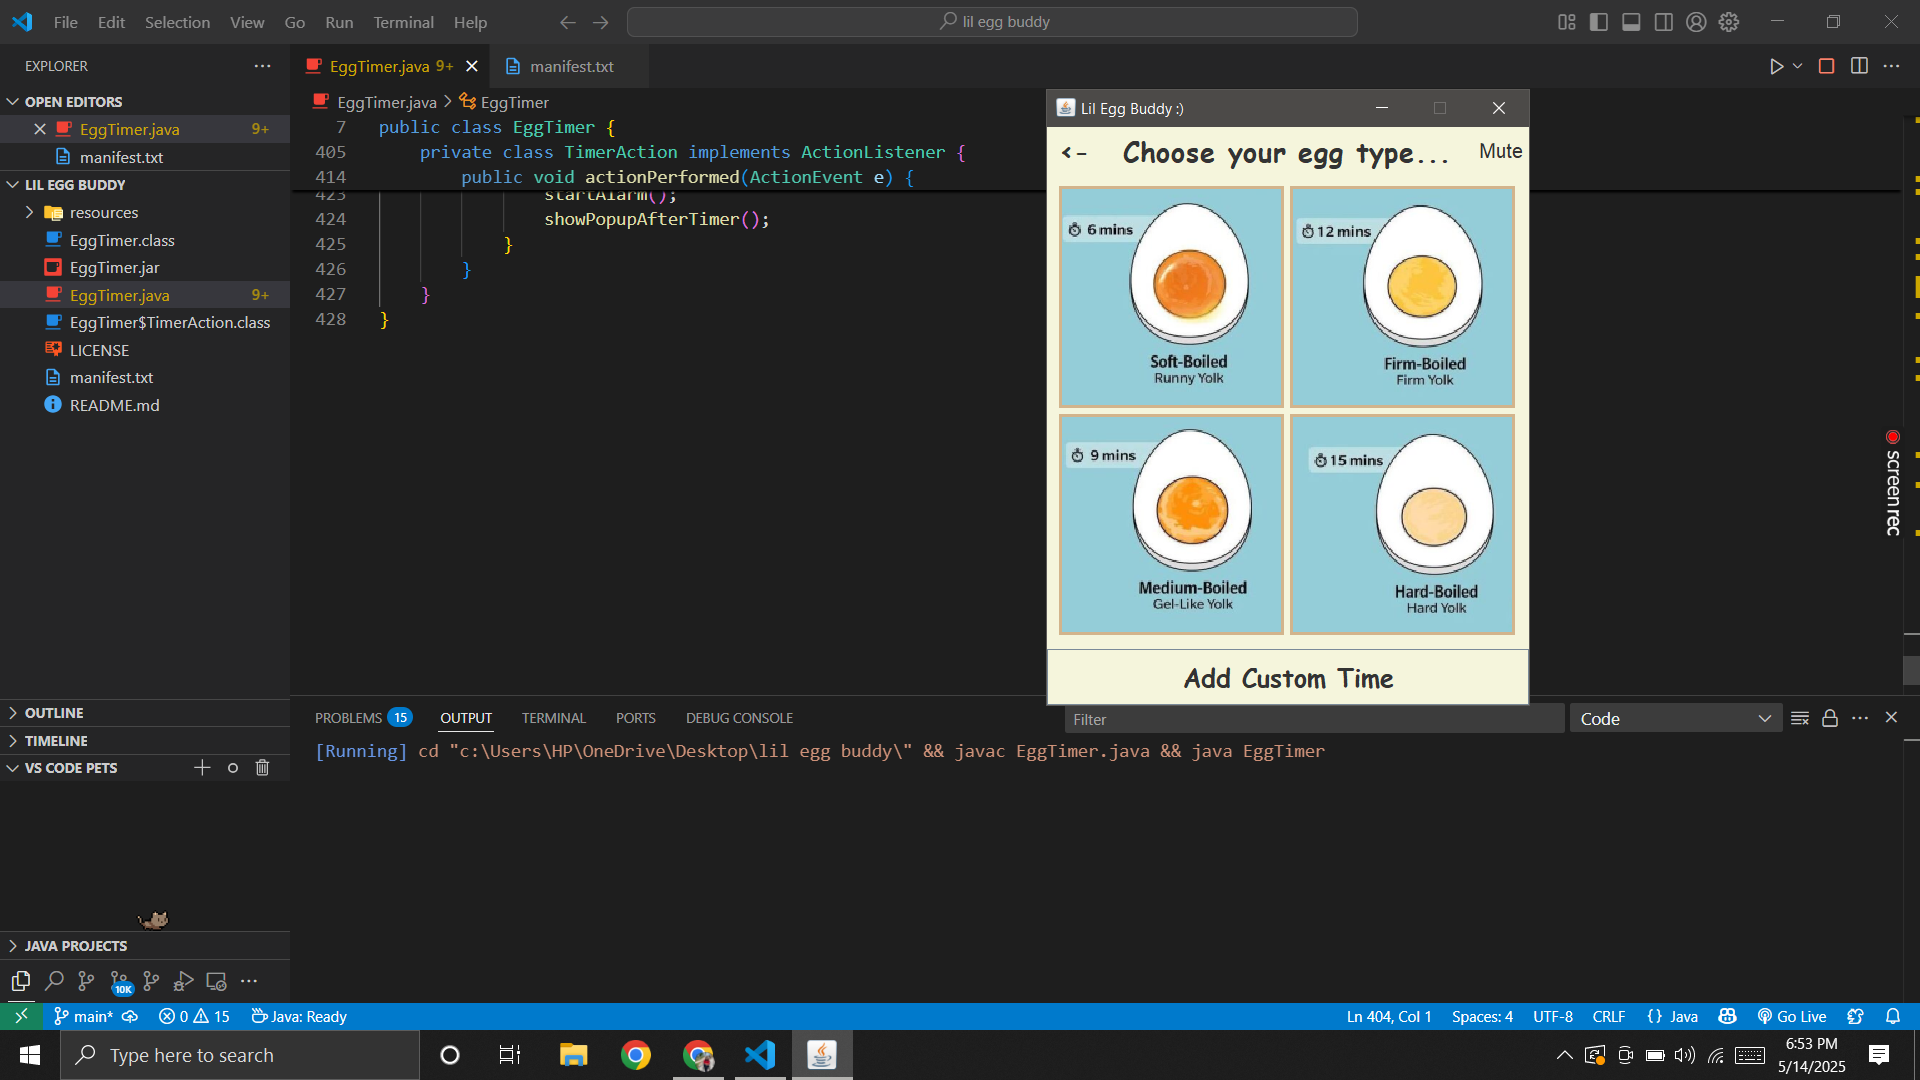 File Edit Selection View Go Run Terminal Help
lil egg buddy
EXPLORER
OPEN EDITORS
EggTimer.java 9+
manifest.txt
LIL EGG BUDDY
resources
EggTimer.class
EggTimer.jar
EggTimer.java 9+
EggTimer$TimerAction.class
LICENSE
manifest.txt
README.md
OUTLINE
TIMELINE
VS CODE PETS
JAVA PROJECTS
10K
EggTimer.java 9+
manifest.txt
EggTimer.java > EggTimer
7 public class EggTimer {
405 private class TimerAction implements ActionListener {
414 public void actionPerformed(ActionEvent e) {
423 startAlarm();
424 showPopupAfterTimer();
425 }
426 }
427 }
428 }
Lil Egg Buddy :)
<- Choose your egg type... Mute
6 mins
Soft-Boiled
Runny Yolk
12 mins
Firm-Boiled
Firm Yolk
9 mins
Medium-Boiled
Gel-Like Yolk
15 mins
Hard-Boiled
Hard Yolk
Add Custom Time
screen rec
PROBLEMS 15 OUTPUT TERMINAL PORTS DEBUG CONSOLE
Filter
Code
[Running] cd "c:\Users\HP\OneDrive\Desktop\lil egg buddy\" && javac EggTimer.java && java EggTimer
main* 0 15 Java: Ready
Ln 404, Col 1 Spaces: 4 UTF-8 CRLF {} Java Go Live
Type here to search
6:53 PM
5/14/2025